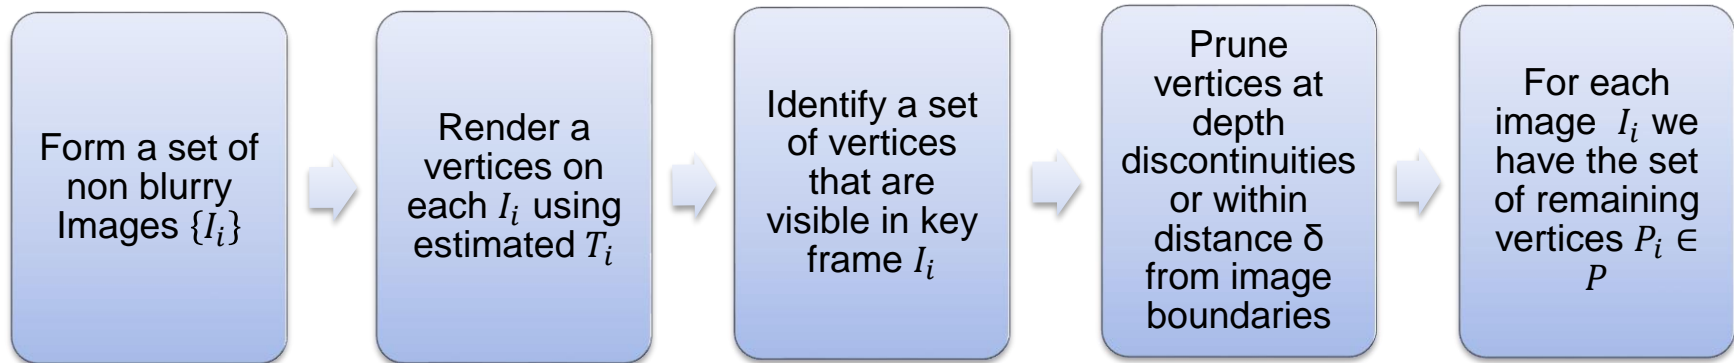 Form a set of
non blurry
Images {𝐼𝑖}
Render a
vertices on
each 𝐼𝑖 using
estimated 𝑇𝑖
Identify a set
of vertices
that are
visible in key
frame 𝐼𝑖
Prune
vertices at
depth
discontinuities
or within
distance δ
from image
boundaries
For each
image 𝐼𝑖 we
have the set
of remaining
vertices 𝑃𝑖 ∈
𝑃